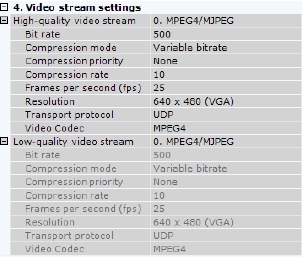 4. Video stream settings
High-quality video stream 0. MPEG4/MJPEG
Bit rate 500
Compression mode Variable bitrate
Compression priority None
Compression rate 10
Frames per second (fps) 25
Resolution 640 x 480 (VGA)
Transport protocol UDP
Video Codec MPEG4
Low-quality video stream 0. MPEG4/MJPEG
Bit rate 500
Compression mode Variable bitrate
Compression priority None
Compression rate 10
Frames per second (fps) 25
Resolution 640 x 480 (VGA)
Transport protocol UDP
Video Codec MPEG4